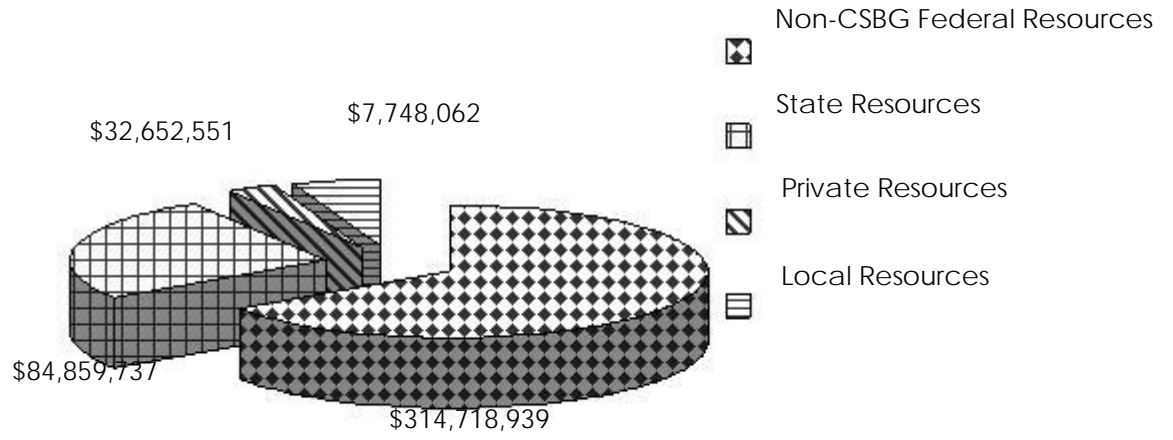 Non-CSBG Federal Resources
State Resources
Private Resources
Local Resources
$7,748,062
$32,652,551
$84,859,737
$314,718,939